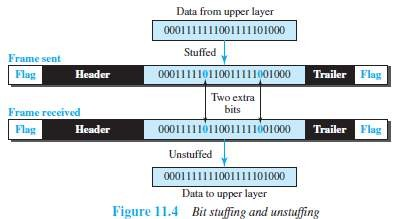 Data from upper layer
0001111111001111101000
Stuffed
Frame sent
Flag Header 000111110110011111001000 Trailer Flag
Two extra
bits
Frame received
Flag Header 000111110110011111001000 Trailer Flag
Unstuffed
0001111111001111101000
Data to upper layer
Figure 11.4 Bit stuffing and unstuffing